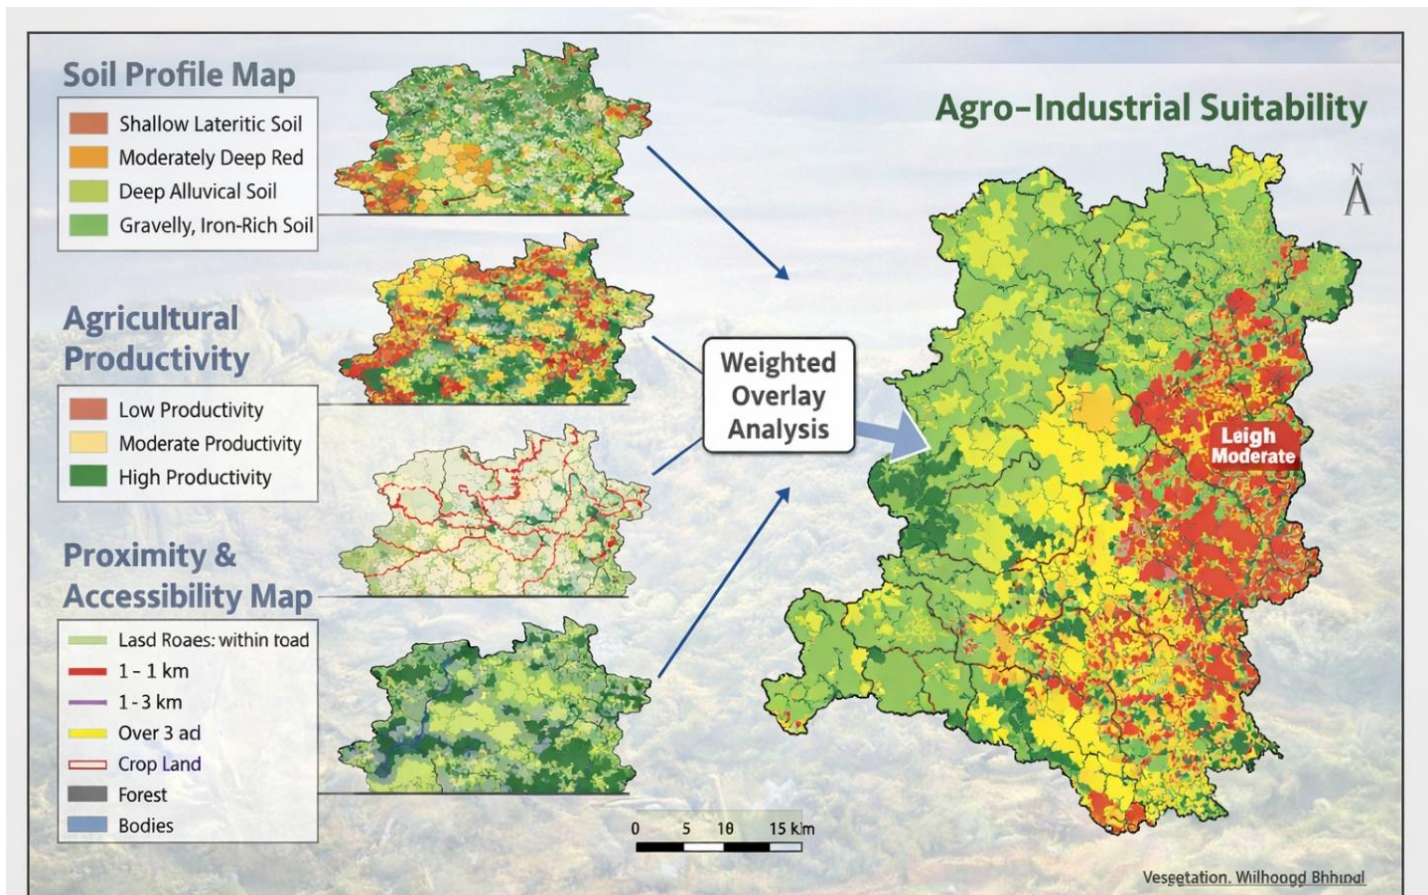 Soil Profile Map
Shallow Lateritic Soil
Moderately Deep Red
Deep Alluvical Soil
Gravelly, Iron-Rich Soil
Agricultural
Productivity
Low Productivity
Moderate Productivity
High Productivity
Proximity &
Accessibility Map
Lasd Roaes: within toad
1 - 1 km
1 - 3 km
Over 3 ad
Crop Land
Forest
Bodies
Weighted
Overlay
Analysis
Agro-Industrial Suitability
N
Leigh
Moderate
0 5 10 15 km
Vesgetation.